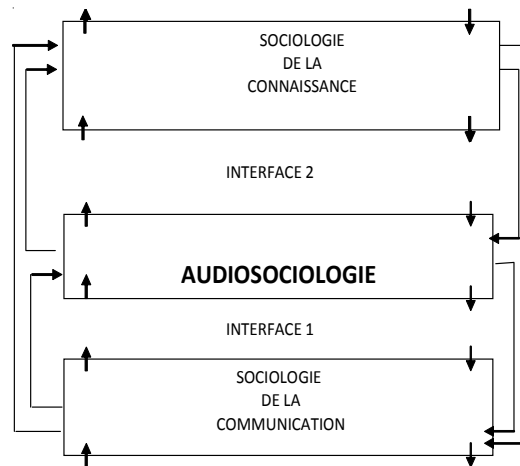 SOCIOLOGIE
DE LA
CONNAISSANCE
INTERFACE 2
AUDIOSOCIOLOGIE
INTERFACE 1
SOCIOLOGIE
DE LA
COMMUNICATION